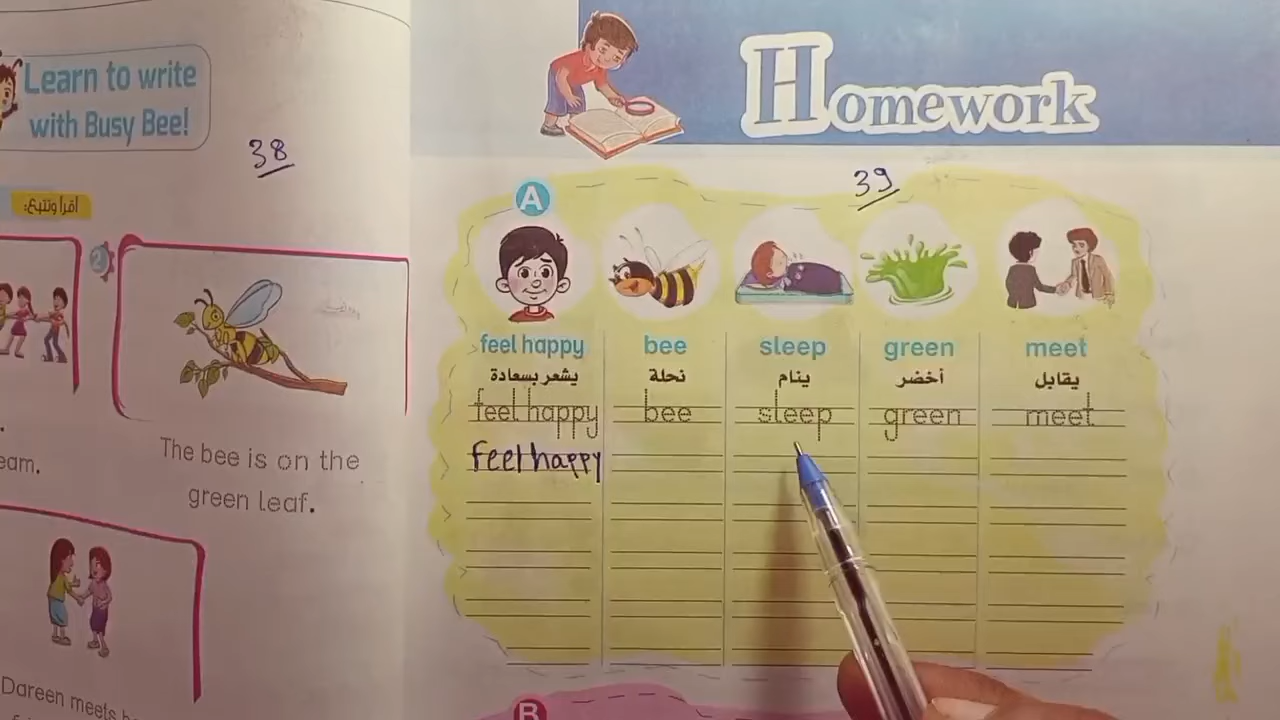 Learn to write
with Busy Bee!
38
اقرأ وتتبع:
2
The bee is on the
green leaf.
eam.
Dareen meets
Homework
39
A
feel happy bee sleep green meet
يشعر بسعادة نحلة ينام أخضر يقابل
feel happy bee sleep green meet
feel happy
B